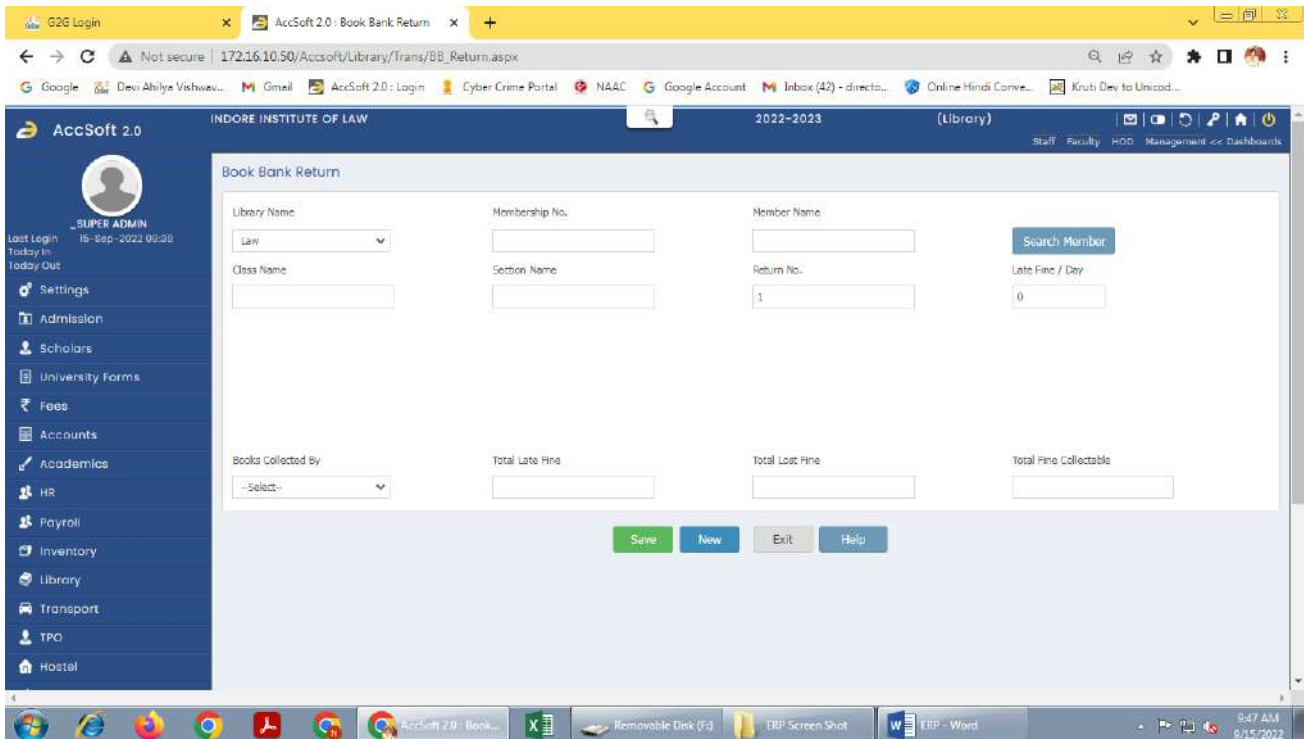 G2G Login
AccSoft 2.0 : Book Bank Return
Not secure 172.16.10.50/Accsoft/Library/Trans/BB_Return.aspx
Google Devi Ahilya Vishwav... Gmail AccSoft 2.0 : Login Cyber Crime Portal NAAC Google Account Inbox (42) - directo... Online Hindi Conve... Kruti Dev to Unicod...
AccSoft 2.0 INDORE INSTITUTE OF LAW 2022-2023 (Library)
Staff Faculty HOD Management << Dashboards
_SUPER ADMIN
Last Login 15-Sep-2022 09:38
Today In
Today Out
Settings
Admission
Scholars
University Forms
₹ Fees
Accounts
Academics
HR
Payroll
Inventory
Library
Transport
TPO
Hostel
Book Bank Return
Library Name Membership No. Member Name
Law Search Member
Class Name Section Name Return No. Late Fine / Day
1 0
Books Collected By Total Late Fine Total Lost Fine Total Fine Collectable
--Select--
Save New Exit Help
AccSoft 2.0 : Book... Removable Disk (F:) ERP Screen Shot ERP - Word
9:47 AM
9/15/2022